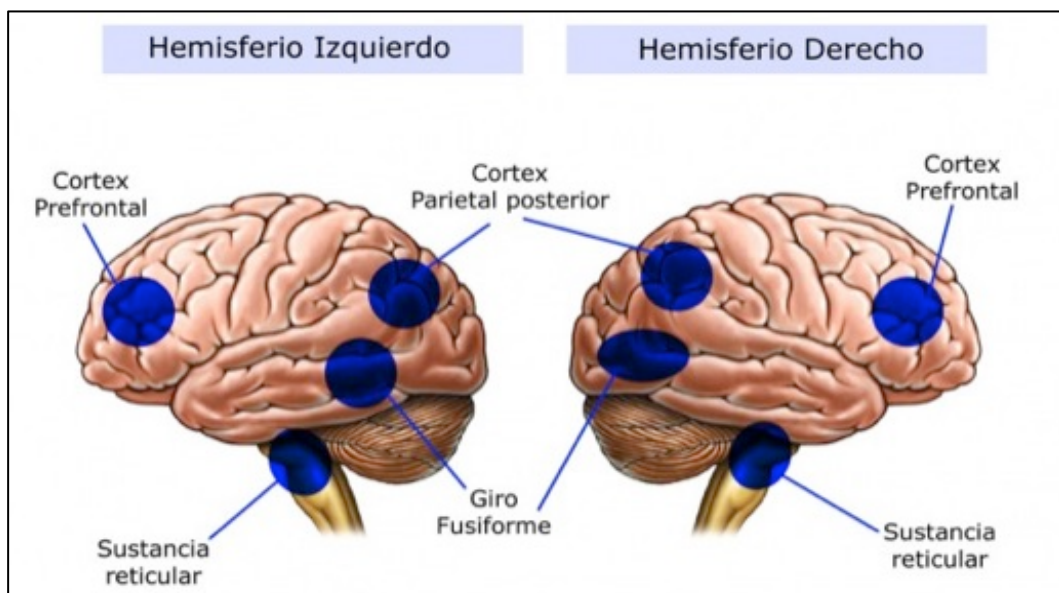 Hemisferio Izquierdo
Hemisferio Derecho
Cortex
Prefrontal
Cortex
Parietal posterior
Cortex
Prefrontal
Giro
Fusiforme
Sustancia
reticular
Sustancia
reticular